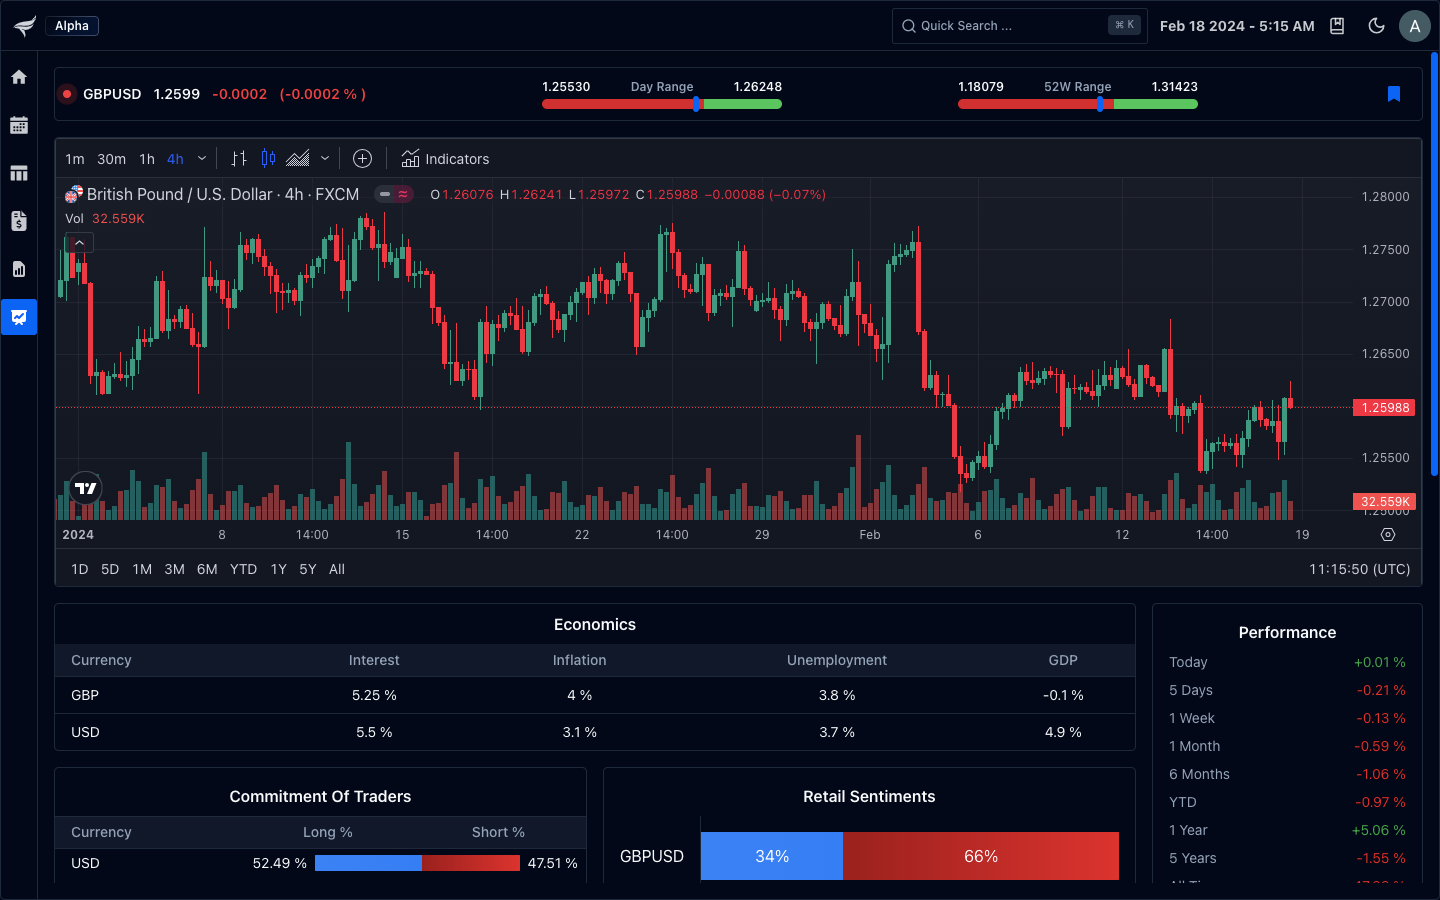 Alpha
Quick Search ...
⌘ K
Feb 18 2024 - 5:15 AM
A
GBPUSD 1.2599 -0.0002 (-0.0002 % )
1.25530 Day Range 1.26248
1.18079 52W Range 1.31423
1m 30m 1h 4h Indicators
British Pound / U.S. Dollar · 4h · FXCM
O1.26076 H1.26241 L1.25972 C1.25988 −0.00088 (−0.07%)
Vol 32.559K
1.28000
1.27500
1.27000
1.26500
1.25988
1.25500
32.559K
1.25000
2024 8 14:00 15 14:00 22 14:00 29 Feb 6 12 14:00 19
1D 5D 1M 3M 6M YTD 1Y 5Y All
11:15:50 (UTC)
Economics
Currency Interest Inflation Unemployment GDP
GBP 5.25 % 4 % 3.8 % -0.1 %
USD 5.5 % 3.1 % 3.7 % 4.9 %
Commitment Of Traders
Currency Long % Short %
USD 52.49 % 47.51 %
Retail Sentiments
GBPUSD 34% 66%
Performance
Today +0.01 %
5 Days -0.21 %
1 Week -0.13 %
1 Month -0.59 %
6 Months -1.06 %
YTD -0.97 %
1 Year +5.06 %
5 Years -1.55 %